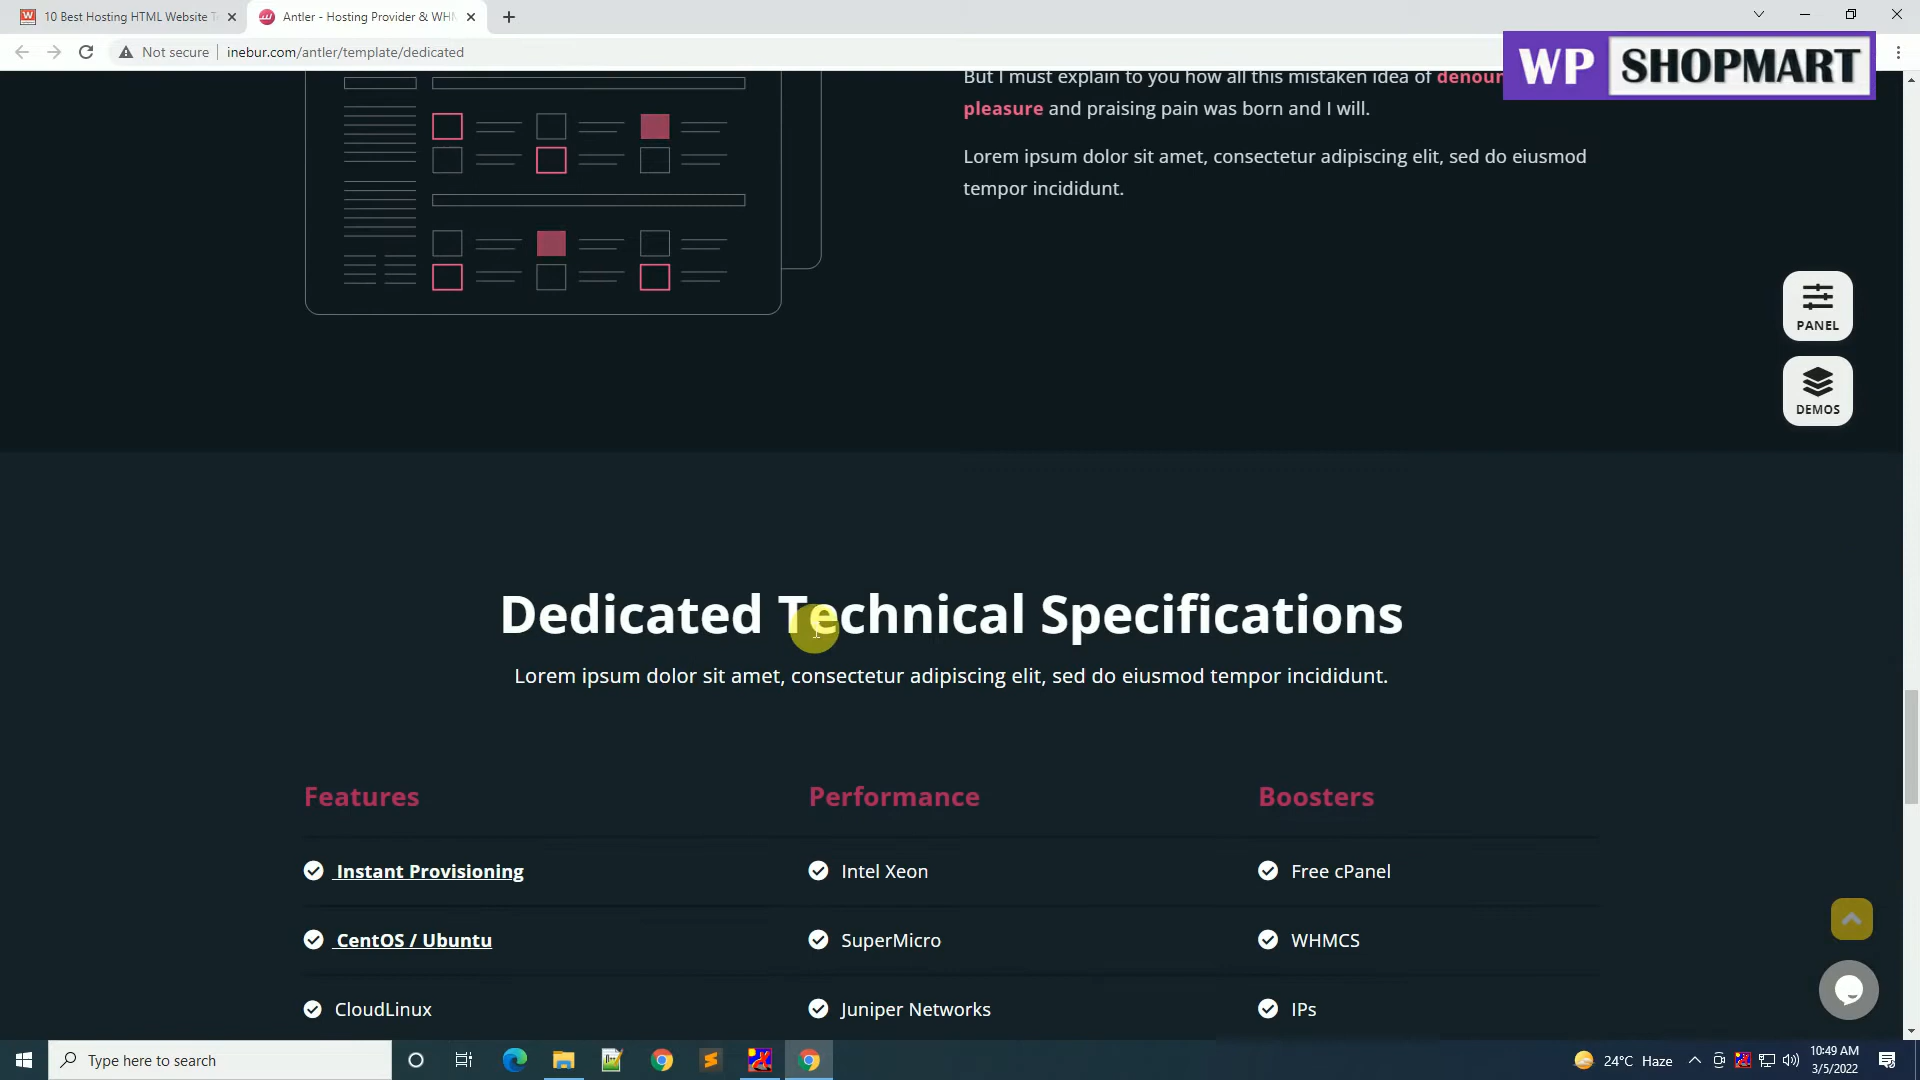 10 Best Hosting HTML Website T
Antler - Hosting Provider & WHM
Not secure
inebur.com/antler/template/dedicated
WP SHOPMART
But I must explain to you how all this mistaken idea of
pleasure and praising pain was born and I will.
Lorem ipsum dolor sit amet, consectetur adipiscing elit, sed do eiusmod
tempor incididunt.
PANEL
DEMOS
Dedicated Technical Specifications
Lorem ipsum dolor sit amet, consectetur adipiscing elit, sed do eiusmod tempor incididunt.
Features
Performance
Boosters
Instant Provisioning
Intel Xeon
Free cPanel
CentOS / Ubuntu
SuperMicro
WHMCS
CloudLinux
Juniper Networks
IPs
Type here to search
24°C Haze
10:49 AM
3/5/2022